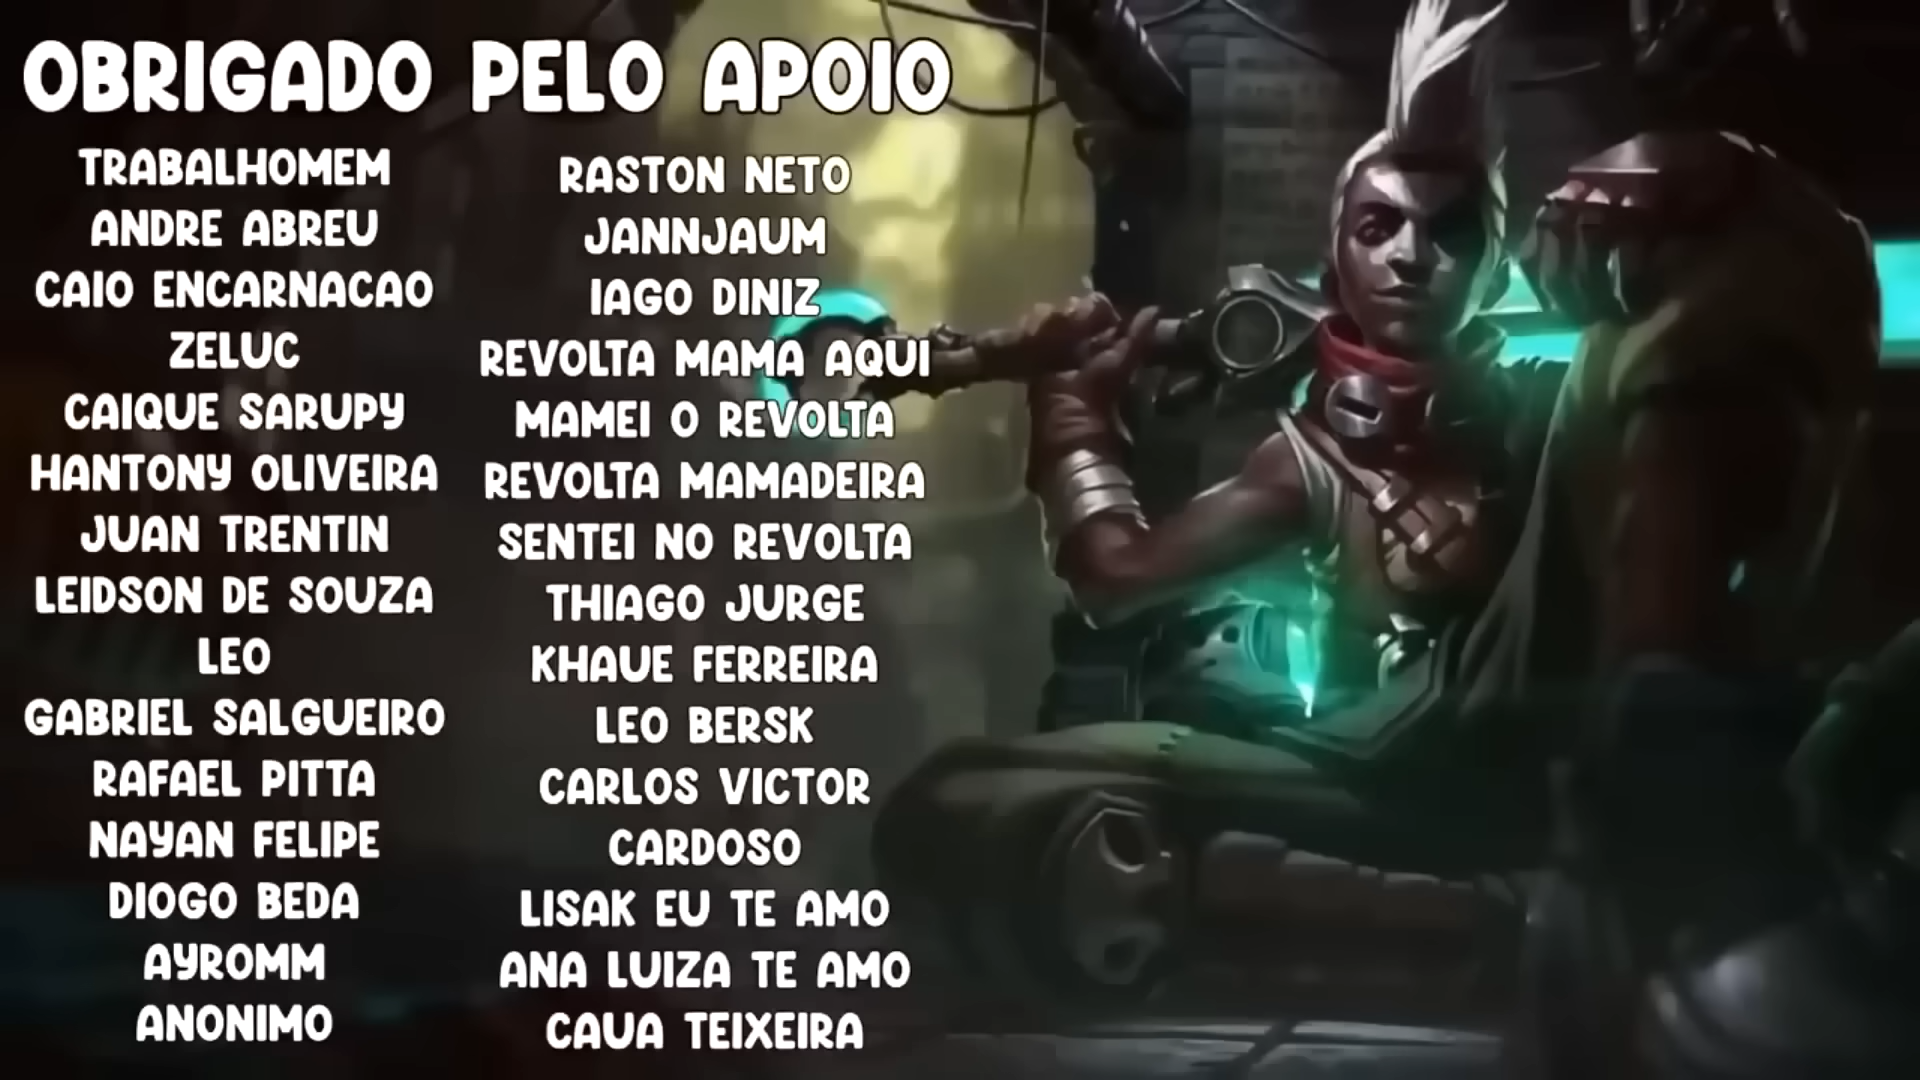 OBRIGADO PELO APOIO
TRABALHOMEM
ANDRE ABREU
CAIO ENCARNACAO
ZELUC
CAIQUE SARUPY
HANTONY OLIVEIRA
JUAN TRENTIN
LEIDSON DE SOUZA
LEO
GABRIEL SALGUEIRO
RAFAEL PITTA
NAYAN FELIPE
DIOGO BEDA
AYROMM
ANONIMO
RASTON NETO
JANNJAUM
IAGO DINIZ
REVOLTA MAMA AQUI
MAMEI O REVOLTA
REVOLTA MAMADEIRA
SENTEI NO REVOLTA
THIAGO JURGE
KHAUE FERREIRA
LEO BERSK
CARLOS VICTOR
CARDOSO
LISAK EU TE AMO
ANA LUIZA TE AMO
CAUA TEIXEIRA